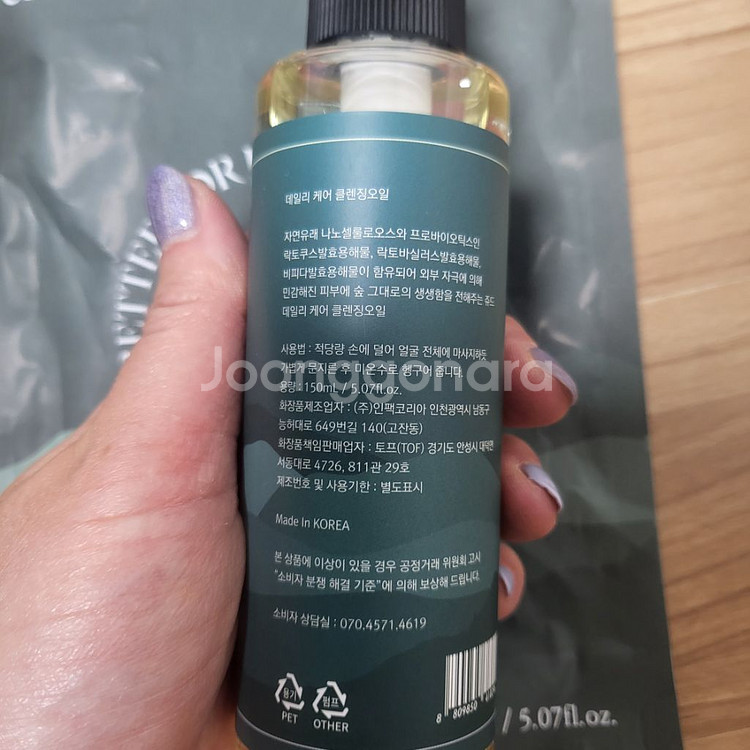 데일리 케어 클렌징오일
자연유래 나노셀룰로오스와 프로바이오틱스인
락토쿠스발효용해물, 락토바실러스발효용해물,
비피다발효용해물이 함유되어 외부 자극에 의해
민감해진 피부에 숲 그대로의 생생함을 전해주는 쥬드
데일리 케어 클렌징오일
사용법 : 적당량 손에 덜어 얼굴 전체에 마사지하듯
가볍게 문지른 후 미온수로 헹구어 줍니다.
용량 : 150mL / 5.07fl.oz.
화장품제조업자 : (주)인팩코리아 인천광역시 남동구
능허대로 649번길 140(고잔동)
화장품책임판매업자 : 토프(TOF) 경기도 안성시 대덕면
서동대로 4726, 811관 29호
제조번호 및 사용기한 : 별도표시
Made In KOREA
본 상품에 이상이 있을 경우 공정거래 위원회 고시
"소비자 분쟁 해결 기준"에 의해 보상해 드립니다.
소비자 상담실 : 070.4571.4619
용기
PET
펌프
OTHER
8 809650
/ 5.07fl.oz.
BETTER FOR
Joonggonara